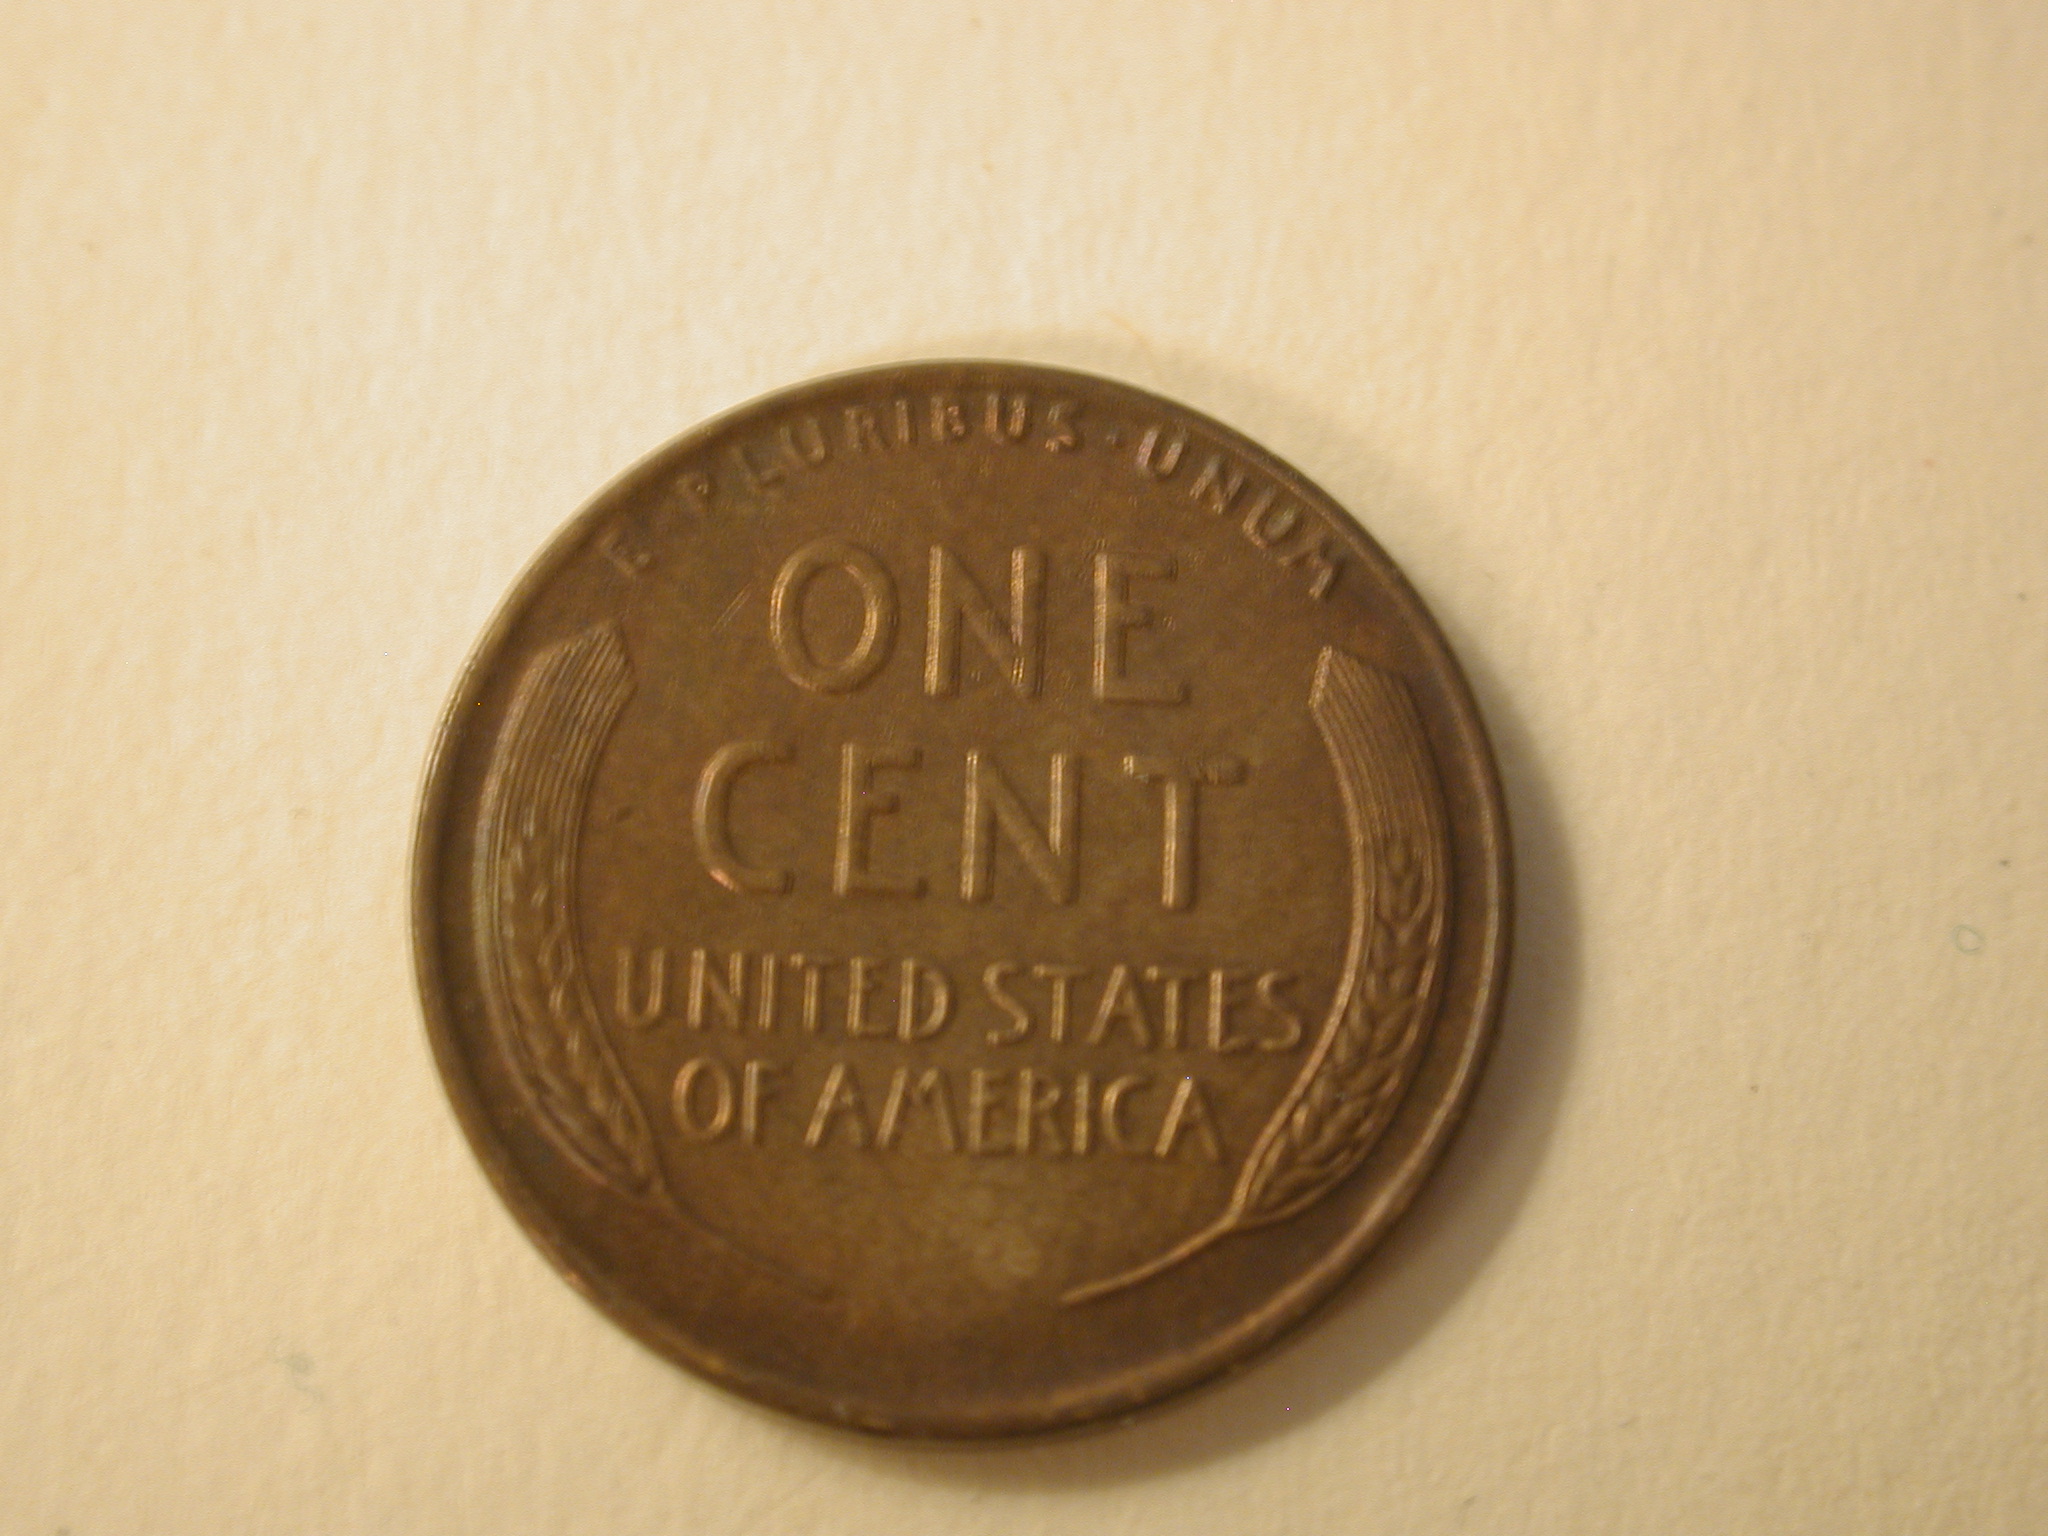 E PLURIBUS · UNUM
ONE
CENT
UNITED STATES
OF AMERICA